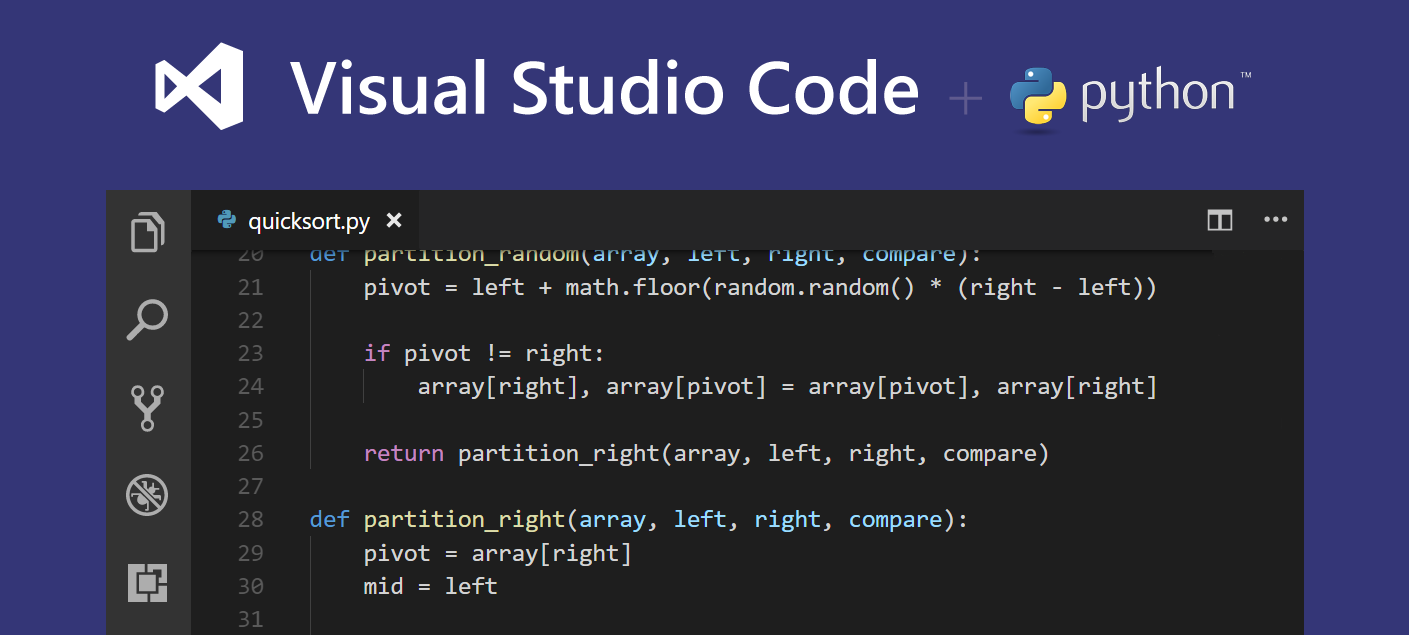 Visual Studio Code + python™
quicksort.py
20 def partition_random(array, left, right, compare):
21 pivot = left + math.floor(random.random() * (right - left))
22
23 if pivot != right:
24 array[right], array[pivot] = array[pivot], array[right]
25
26 return partition_right(array, left, right, compare)
27
28 def partition_right(array, left, right, compare):
29 pivot = array[right]
30 mid = left
31